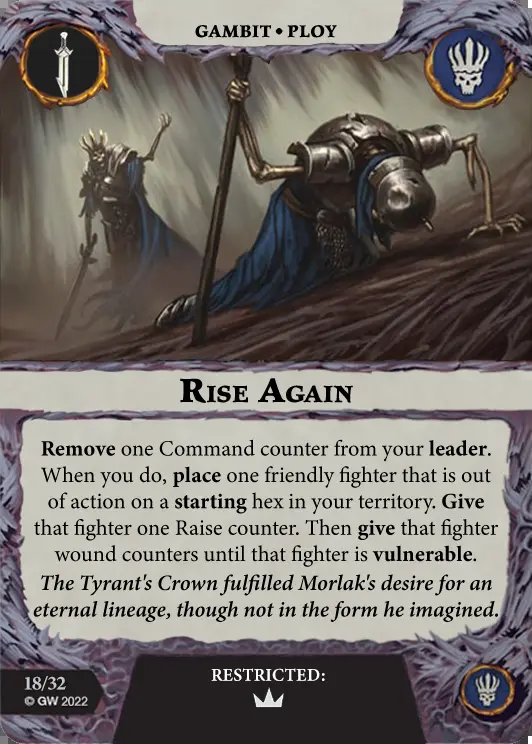 GAMBIT • PLOY
RISE AGAIN
Remove one Command counter from your leader.
When you do, place one friendly fighter that is out
of action on a starting hex in your territory. Give
that fighter one Raise counter. Then give that fighter
wound counters until that fighter is vulnerable.
The Tyrant's Crown fulfilled Morlak's desire for an
eternal lineage, though not in the form he imagined.
RESTRICTED:
18/32
© GW 2022